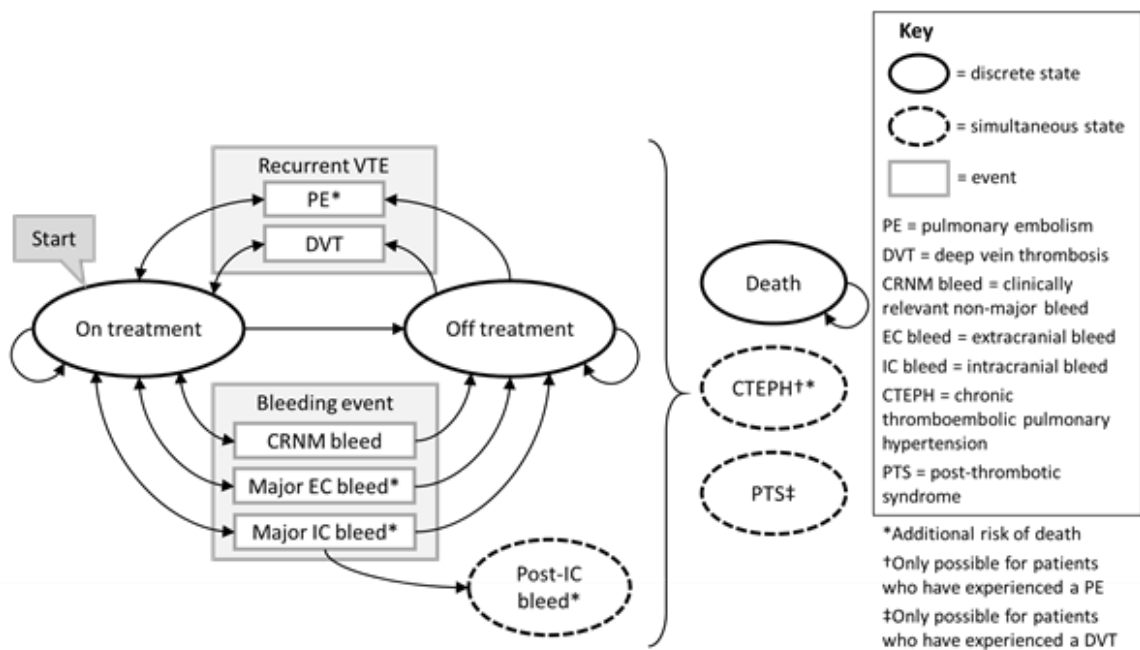 Start
Recurrent VTE
PE*
DVT
On treatment
Off treatment
Bleeding event
CRNM bleed
Major EC bleed*
Major IC bleed*
Post-IC
bleed*
Death
CTEPH†*
PTS‡
Key
= discrete state
= simultaneous state
= event
PE = pulmonary embolism
DVT = deep vein thrombosis
CRNM bleed = clinically
relevant non-major bleed
EC bleed = extracranial bleed
IC bleed = intracranial bleed
CTEPH = chronic
thromboembolic pulmonary
hypertension
PTS = post-thrombotic
syndrome
*Additional risk of death
†Only possible for patients
who have experienced a PE
‡Only possible for patients
who have experienced a DVT